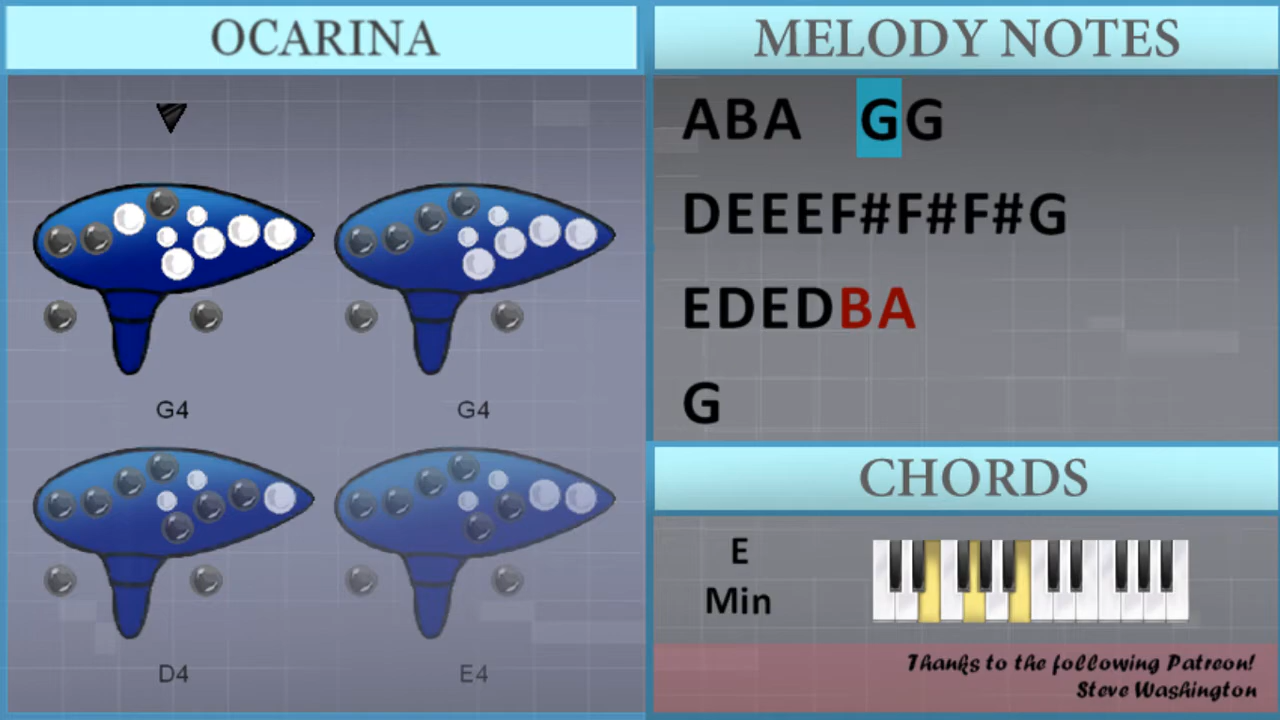 OCARINA
G4 G4
D4 E4
MELODY NOTES
ABA GG
DEEEF#F#F#G
EDEDBA
G
CHORDS
E
Min
Thanks to the following Patreon!
Steve Washington